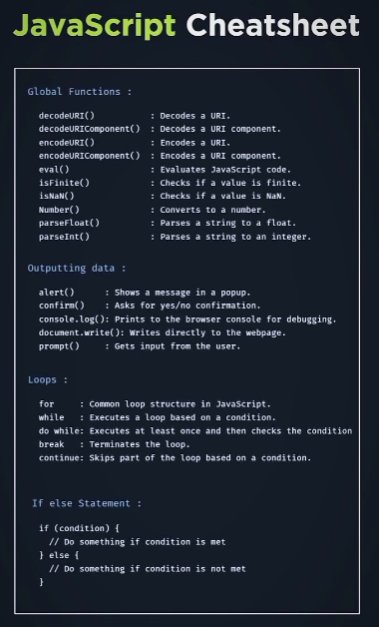 JavaScript Cheatsheet
Global Functions :
decodeURI() : Decodes a URI.
decodeURIComponent() : Decodes a URI component.
encodeURI() : Encodes a URI.
encodeURIComponent() : Encodes a URI component.
eval() : Evaluates JavaScript code.
isFinite() : Checks if a value is finite.
isNaN() : Checks if a value is NaN.
Number() : Converts to a number.
parseFloat() : Parses a string to a float.
parseInt() : Parses a string to an integer.
Outputting data :
alert() : Shows a message in a popup.
confirm() : Asks for yes/no confirmation.
console.log(): Prints to the browser console for debugging.
document.write(): Writes directly to the webpage.
prompt() : Gets input from the user.
Loops :
for : Common loop structure in JavaScript.
while : Executes a loop based on a condition.
do while: Executes at least once and then checks the condition
break : Terminates the loop.
continue: Skips part of the loop based on a condition.
If else Statement :
if (condition) {
// Do something if condition is met
} else {
// Do something if condition is not met
}